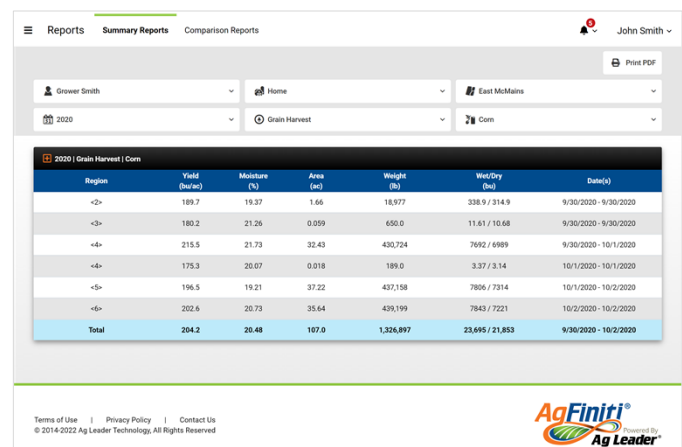 Reports Summary Reports Comparison Reports 5 John Smith
Print PDF
Grower Smith Home East McMains
31 2020 Grain Harvest Corn
2020 | Grain Harvest | Corn
Region Yield (bu/ac) Moisture (%) Area (ac) Weight (lb) Wet/Dry (bu) Date(s)
<2> 189.7 19.37 1.66 18,977 338.9 / 314.9 9/30/2020 - 9/30/2020
<3> 180.2 21.26 0.059 650.0 11.61 / 10.68 9/30/2020 - 9/30/2020
<4> 215.5 21.73 32.43 430,724 7692 / 6989 9/30/2020 - 10/1/2020
<4> 175.3 20.07 0.018 189.0 3.37 / 3.14 10/1/2020 - 10/1/2020
<5> 196.5 19.21 37.22 437,158 7806 / 7314 10/1/2020 - 10/2/2020
<6> 202.6 20.73 35.64 439,199 7843 / 7221 10/2/2020 - 10/2/2020
Total 204.2 20.48 107.0 1,326,897 23,695 / 21,853 9/30/2020 - 10/2/2020
Terms of Use | Privacy Policy | Contact Us
© 2014-2022 Ag Leader Technology, All Rights Reserved
AgFiniti®
Powered By
Ag Leader®